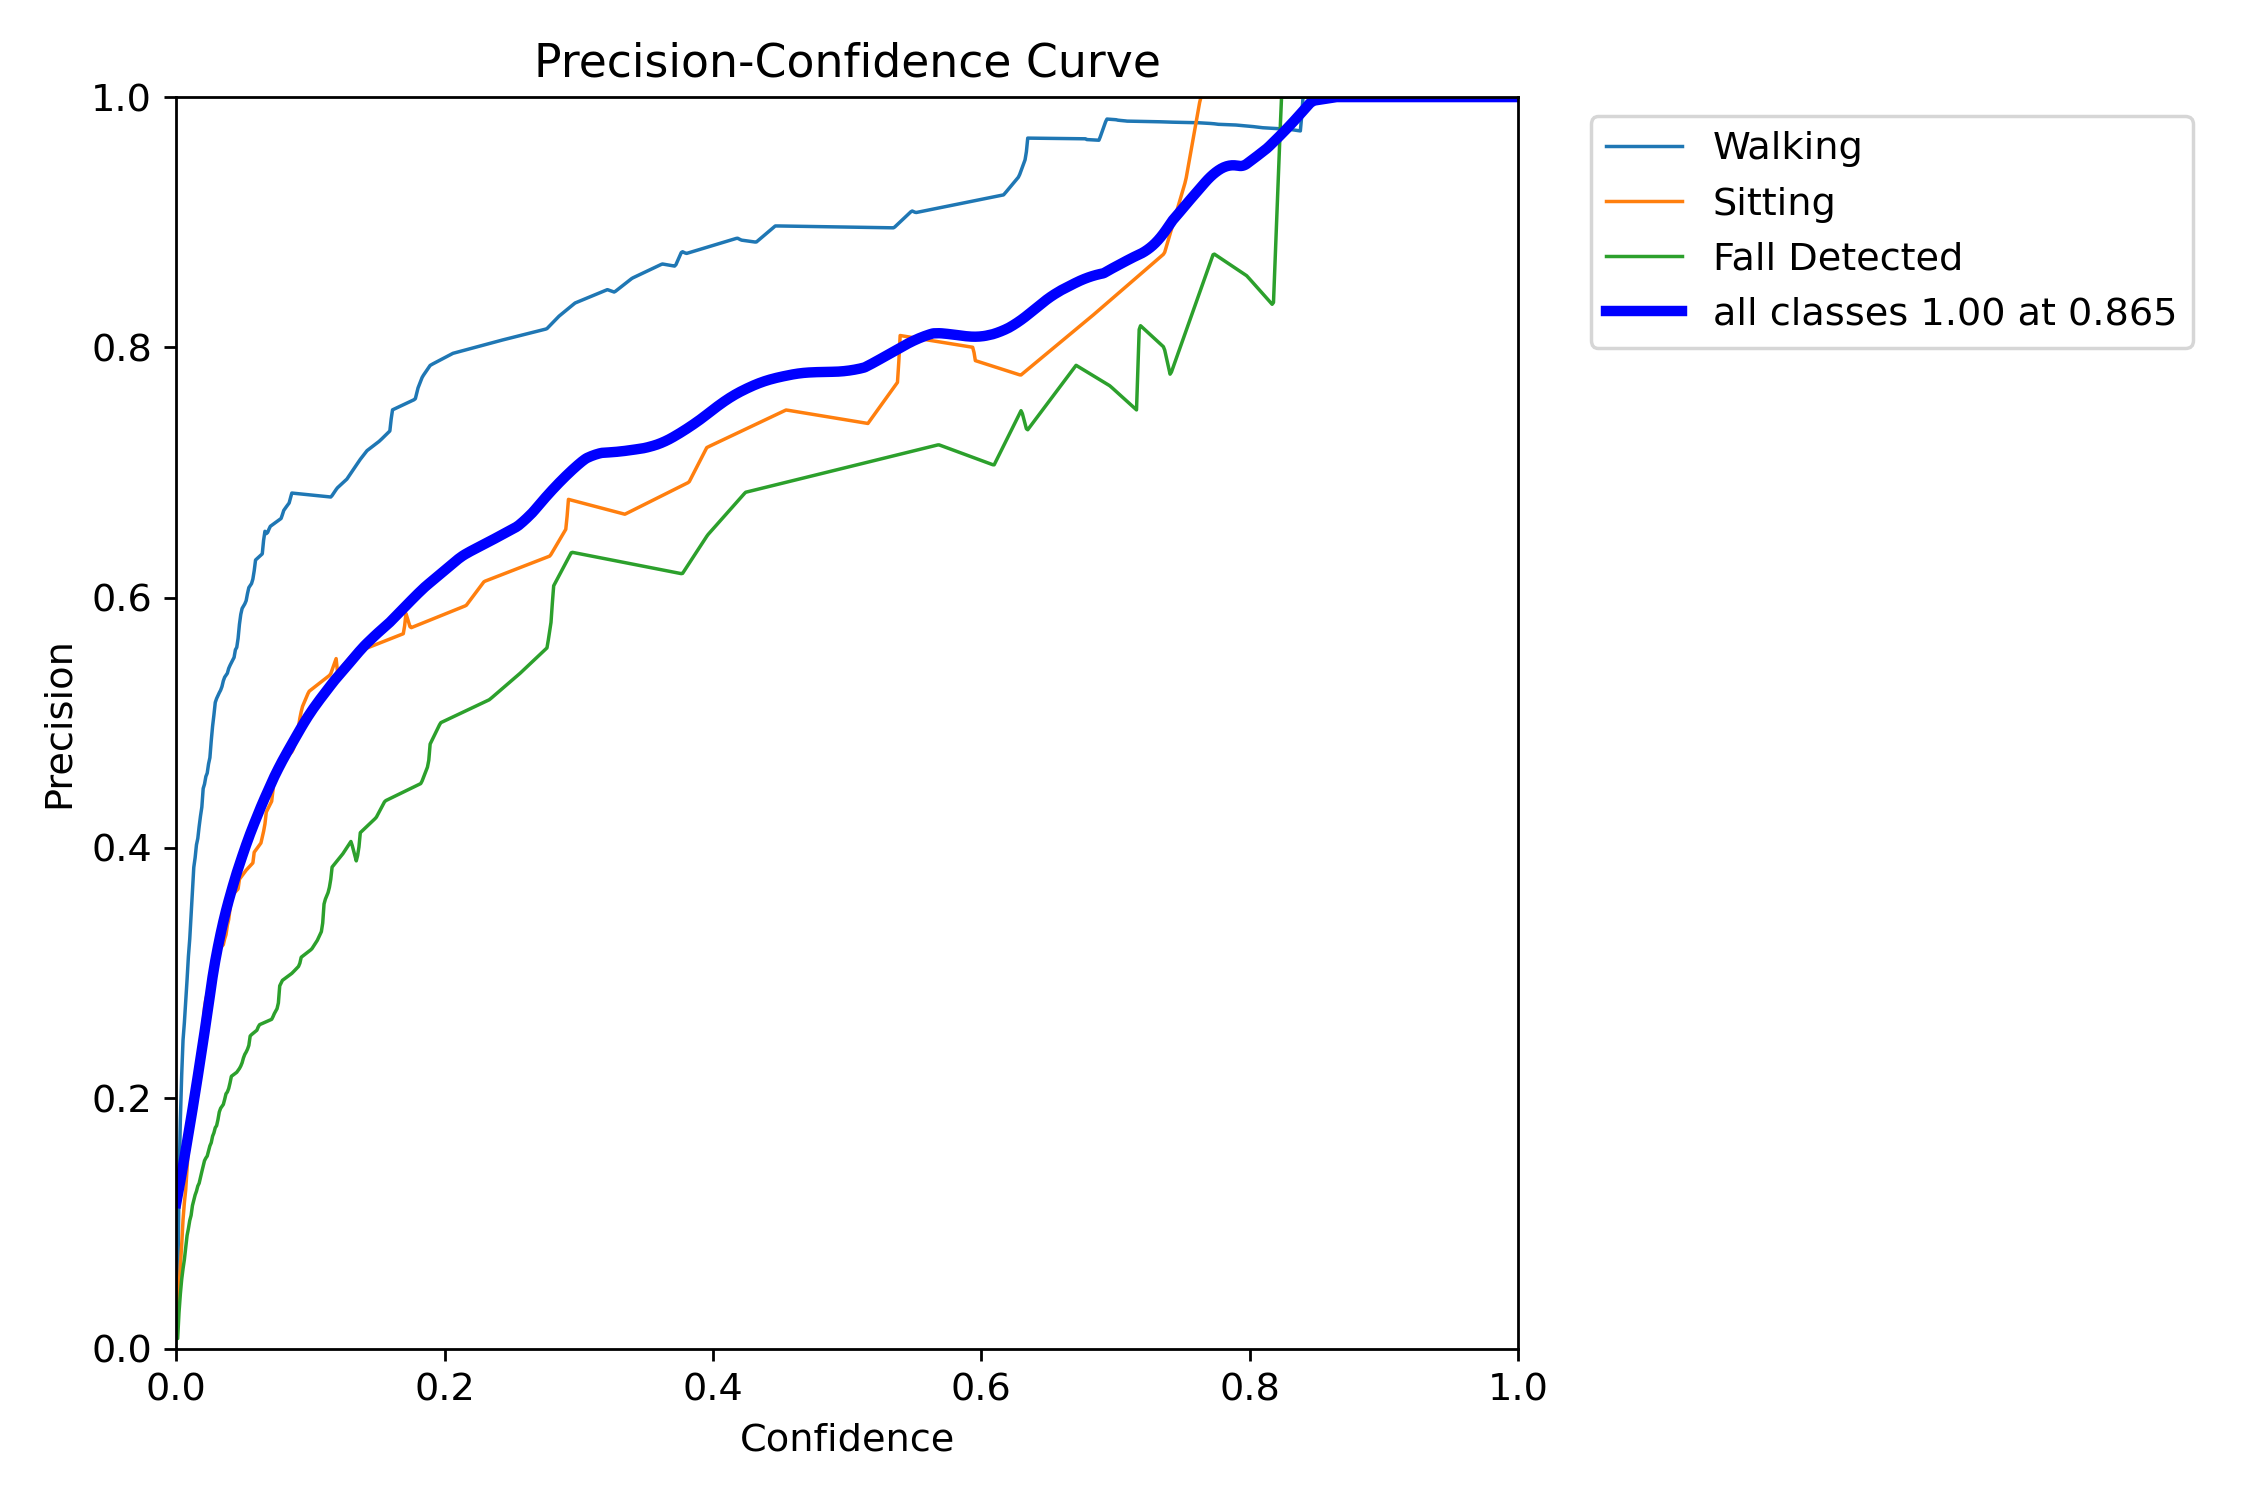 Precision-Confidence Curve
1.0
0.8
0.6
0.4
0.2
0.0
Precision
0.0 0.2 0.4 0.6 0.8 1.0
Confidence
Walking
Sitting
Fall Detected
all classes 1.00 at 0.865